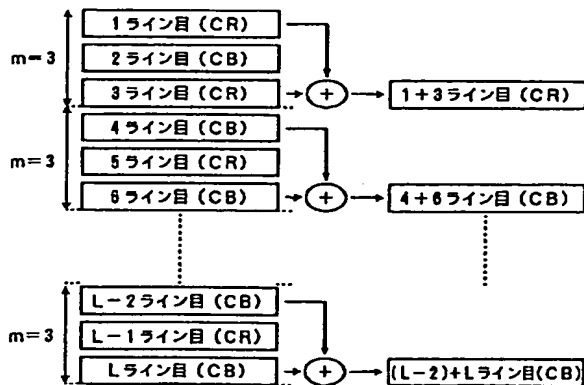 1ライン目(CR)
m=3
2ライン目(CB)
3ライン目(CR)
+
1+3ライン目(CR)
4ライン目(CB)
m=3
5ライン目(CR)
6ライン目(CB)
+
4+6ライン目(CB)
L-2ライン目(CB)
m=3
L-1ライン目(CR)
Lライン目(CB)
+
(L-2)+Lライン目(CB)